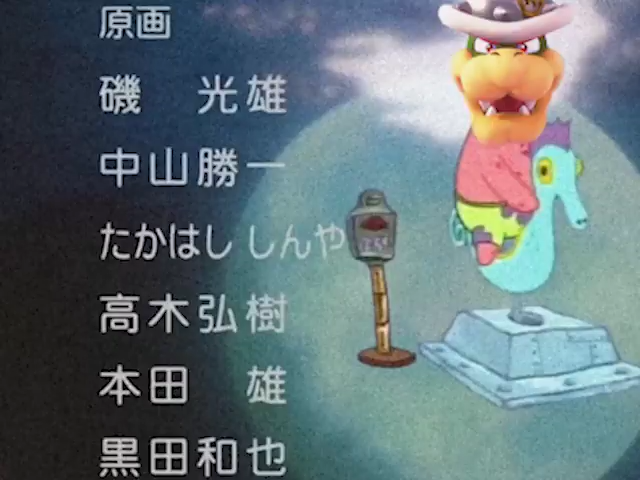 原画
磯 光雄
中山勝一
たかはし しんや
高木弘樹
本田 雄
黒田和也